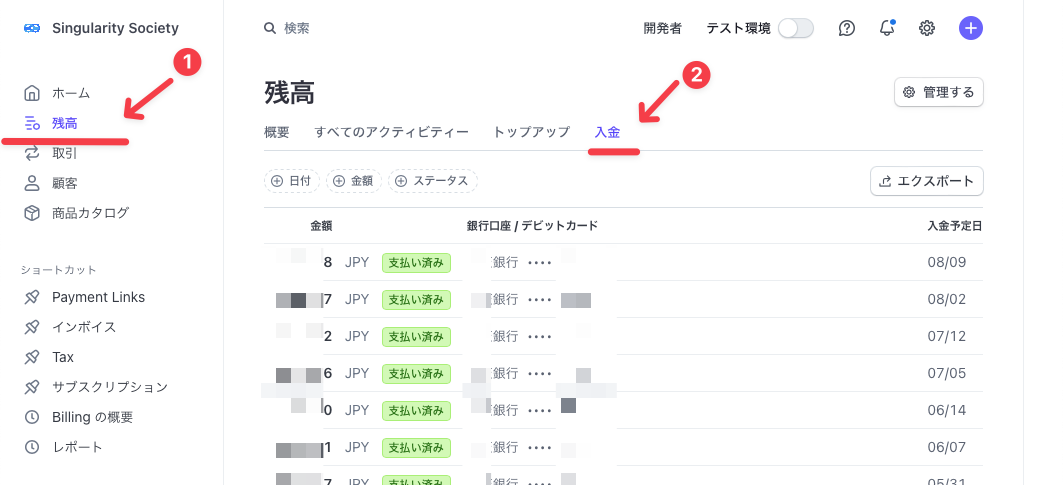 Singularity Society
検索
開発者 テスト環境
1
2
ホーム
残高
取引
顧客
商品カタログ
ショートカット
Payment Links
インボイス
Tax
サブスクリプション
Billing の概要
レポート
残高
管理する
概要 すべてのアクティビティー トップアップ 入金
日付 金額 ステータス
エクスポート
金額 銀行口座 / デビットカード 入金予定日
8 JPY 支払い済み 銀行 •••• 08/09
7 JPY 支払い済み 銀行 •••• 08/02
2 JPY 支払い済み 銀行 •••• 07/12
6 JPY 支払い済み 銀行 •••• 07/05
0 JPY 支払い済み 銀行 •••• 06/14
1 JPY 支払い済み 銀行 •••• 06/07
7 JPY 支払い済み 銀行 •••• 05/31